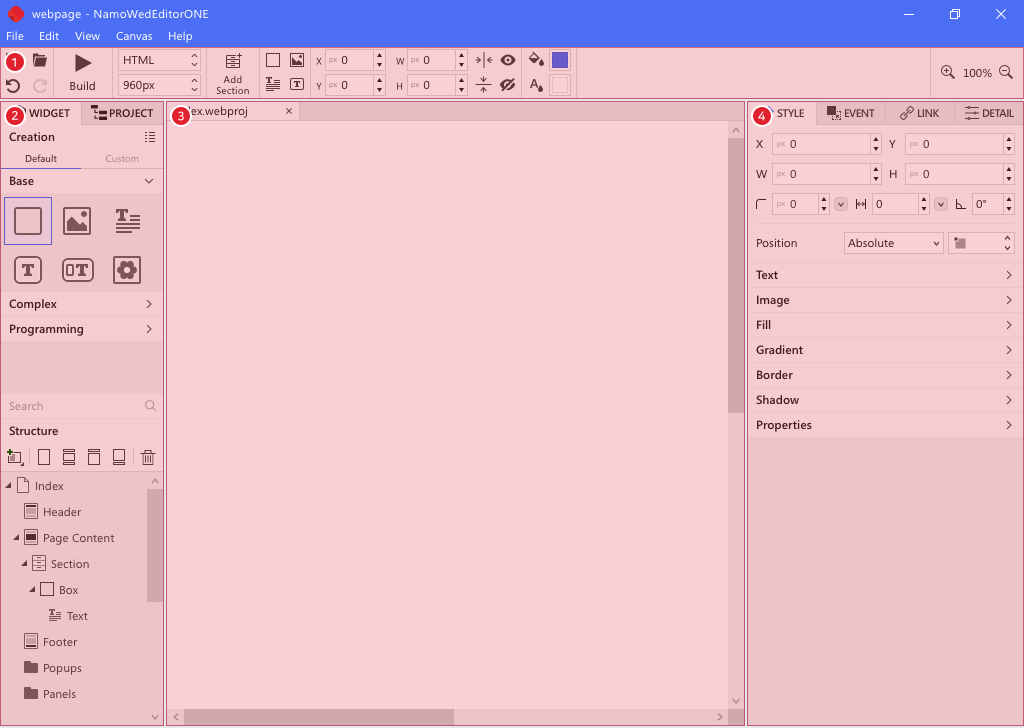 webpage - NamoWedEditorONE
File Edit View Canvas Help
1
Build
HTML
960px
Add
Section
X px 0 W px 0
Y px 0 H px 0
100%
2 WIDGET PROJECT
Creation
Default Custom
Base
Complex
Programming
Search
Structure
Index
Header
Page Content
Section
Box
Text
Footer
Popups
Panels
3 ex.webproj
4 STYLE EVENT LINK DETAIL
X px 0 Y px 0
W px 0 H px 0
px 0 0 0°
Position Absolute
Text
Image
Fill
Gradient
Border
Shadow
Properties